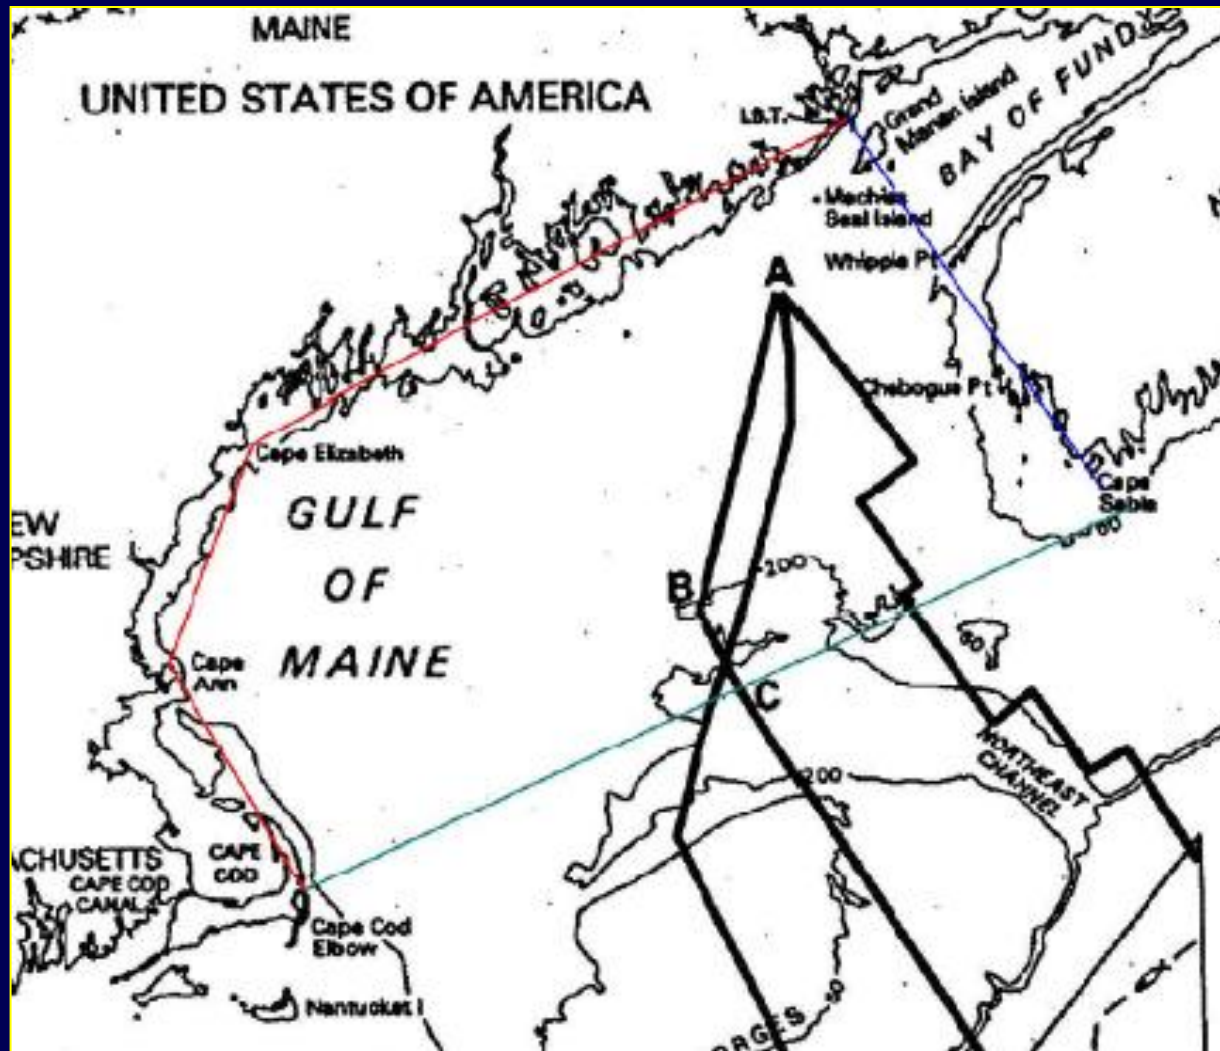 MAINE
UNITED STATES OF AMERICA
I.B.T.
Grand
Manan Island
BAY OF FUNDY
Machias
Seal Island
Whipple Pt
A
Chebogue Pt
Cape Elizabeth
Cape
Sable
GULF
OF
MAINE
EW
PSHIRE
B
200
60
60
C
Cape
Ann
NORTHEAST
CHANNEL
200
ACHUSETTS
CAPE COD
CANAL
CAPE
COD
Cape Cod
Elbow
Nantucket I
50
ORGES